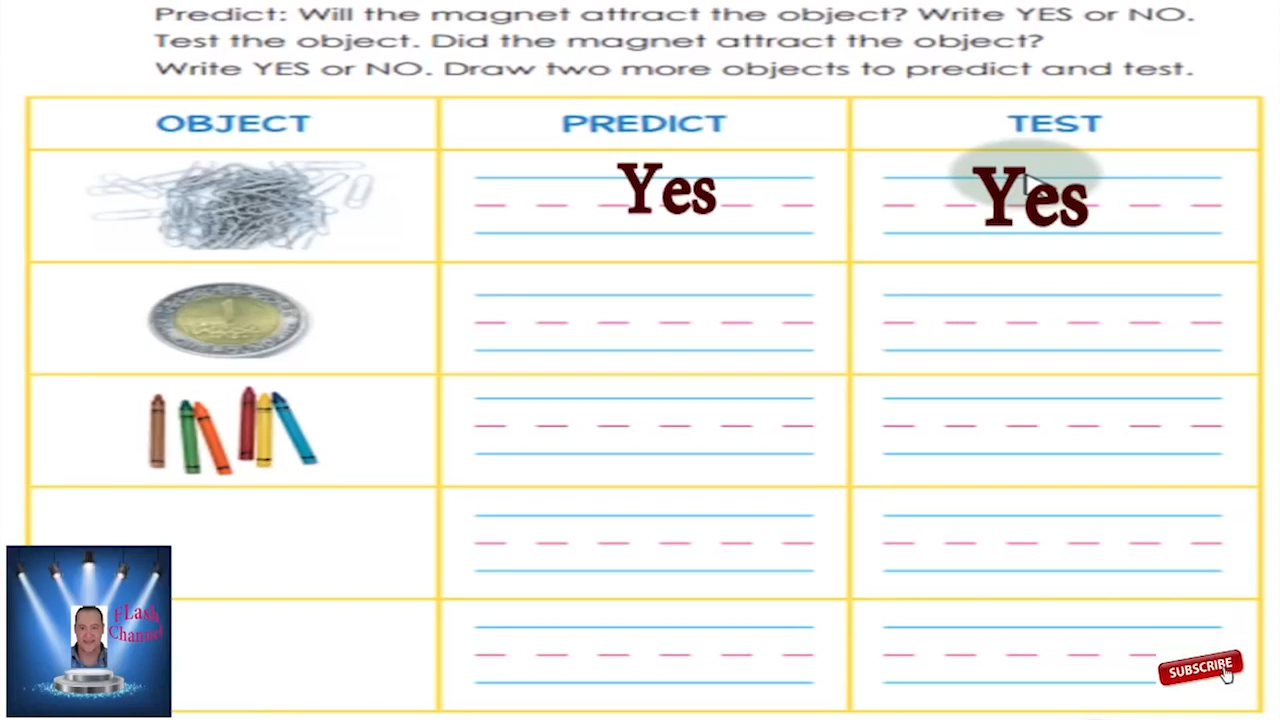 Predict: Will the magnet attract the object? Write YES or NO.
Test the object. Did the magnet attract the object?
Write YES or NO. Draw two more objects to predict and test.
OBJECT PREDICT TEST
Yes Yes
FLash
Channel
SUBSCRIBE